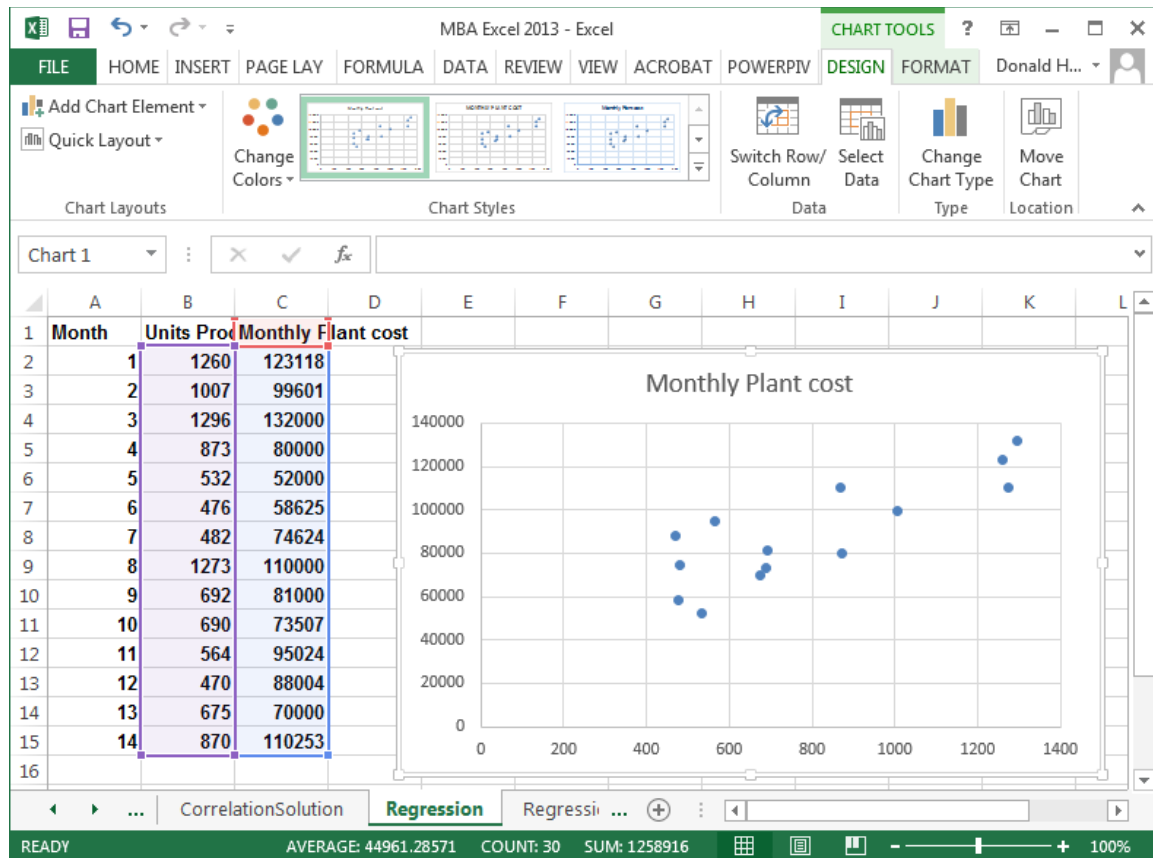 MBA Excel 2013 - Excel
CHART TOOLS
?
FILE HOME INSERT PAGE LAY FORMULA DATA REVIEW VIEW ACROBAT POWERPIV DESIGN FORMAT Donald H...
Add Chart Element
Quick Layout
Change Colors
Switch Row/ Column
Select Data
Change Chart Type
Move Chart
Chart Layouts Chart Styles Data Type Location
Chart 1 fx
A B C D E F G H I J K L
1 Month Units Proc Monthly Plant cost
2 1 1260 123118
3 2 1007 99601
4 3 1296 132000
5 4 873 80000
6 5 532 52000
7 6 476 58625
8 7 482 74624
9 8 1273 110000
10 9 692 81000
11 10 690 73507
12 11 564 95024
13 12 470 88004
14 13 675 70000
15 14 870 110253
16
Monthly Plant cost
140000
120000
100000
80000
60000
40000
20000
0
0 200 400 600 800 1000 1200 1400
... CorrelationSolution Regression Regressi ...
READY AVERAGE: 44961.28571 COUNT: 30 SUM: 1258916 100%